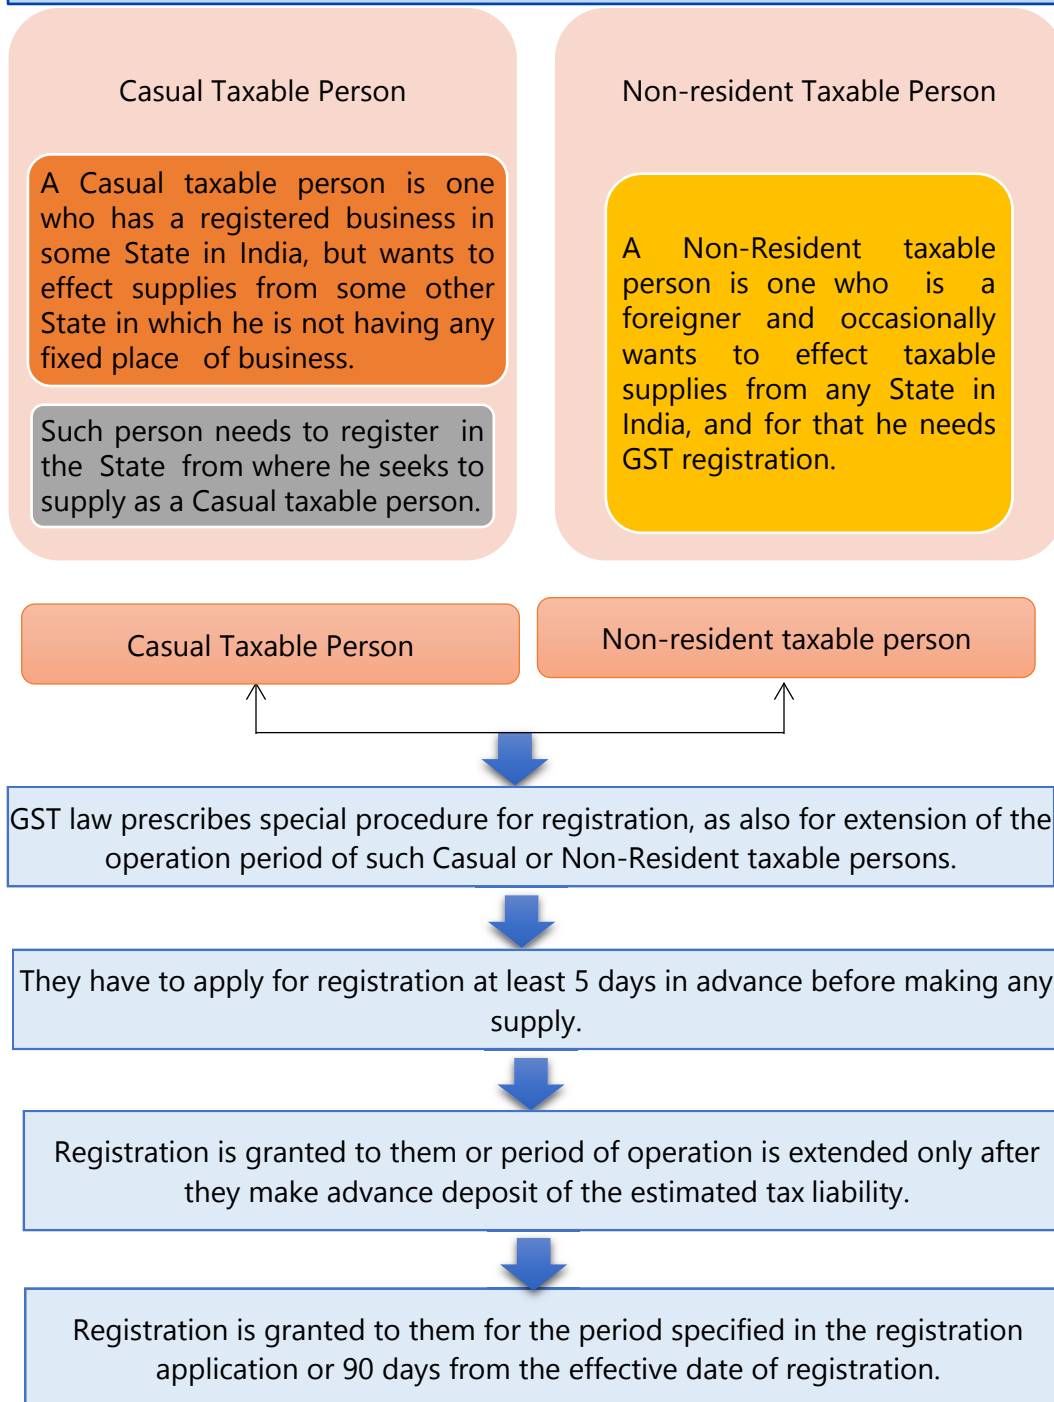 Casual Taxable Person
A Casual taxable person is one
who has a registered business in
some State in India, but wants to
effect supplies from some other
State in which he is not having any
fixed place of business.
Such person needs to register in
the State from where he seeks to
supply as a Casual taxable person.
Non-resident Taxable Person
A Non-Resident taxable
person is one who is a
foreigner and occasionally
wants to effect taxable
supplies from any State in
India, and for that he needs
GST registration.
Casual Taxable Person
Non-resident taxable person
GST law prescribes special procedure for registration, as also for extension of the
operation period of such Casual or Non-Resident taxable persons.
They have to apply for registration at least 5 days in advance before making any
supply.
Registration is granted to them or period of operation is extended only after
they make advance deposit of the estimated tax liability.
Registration is granted to them for the period specified in the registration
application or 90 days from the effective date of registration.